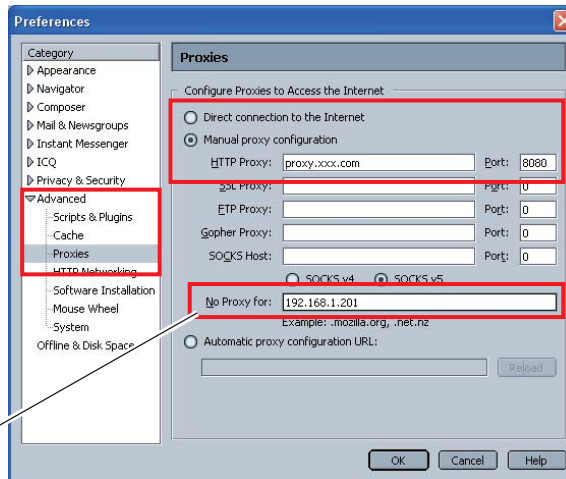 Preferences
Category
Appearance
Navigator
Composer
Mail & Newsgroups
Instant Messenger
ICQ
Privacy & Security
Advanced
Scripts & Plugins
Cache
Proxies
HTTP Networking
Software Installation
Mouse Wheel
System
Offline & Disk Space
Proxies
Configure Proxies to Access the Internet
Direct connection to the Internet
Manual proxy configuration
HTTP Proxy: proxy.xxx.com Port: 8080
SSL Proxy: Port: 0
FTP Proxy: Port: 0
Gopher Proxy: Port: 0
SOCKS Host: Port: 0
SOCKS v4 SOCKS v5
No Proxy for: 192.168.1.201
Example: .mozilla.org, .net.nz
Automatic proxy configuration URL:
Reload
OK Cancel Help